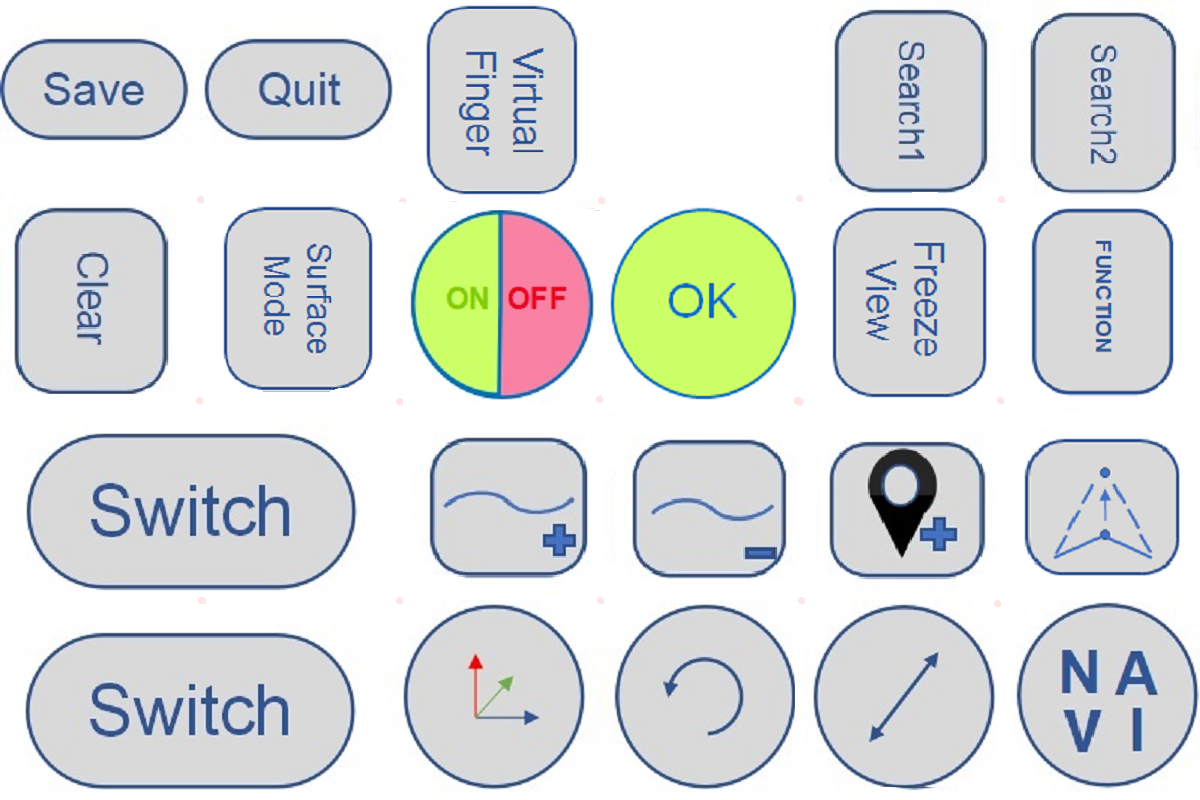 Save
Quit
Virtual
Finger
Search1
Search2
Clear
Surface
Mode
ON
OFF
OK
Freeze
View
FUNCTION
Switch
Switch
N A
V I